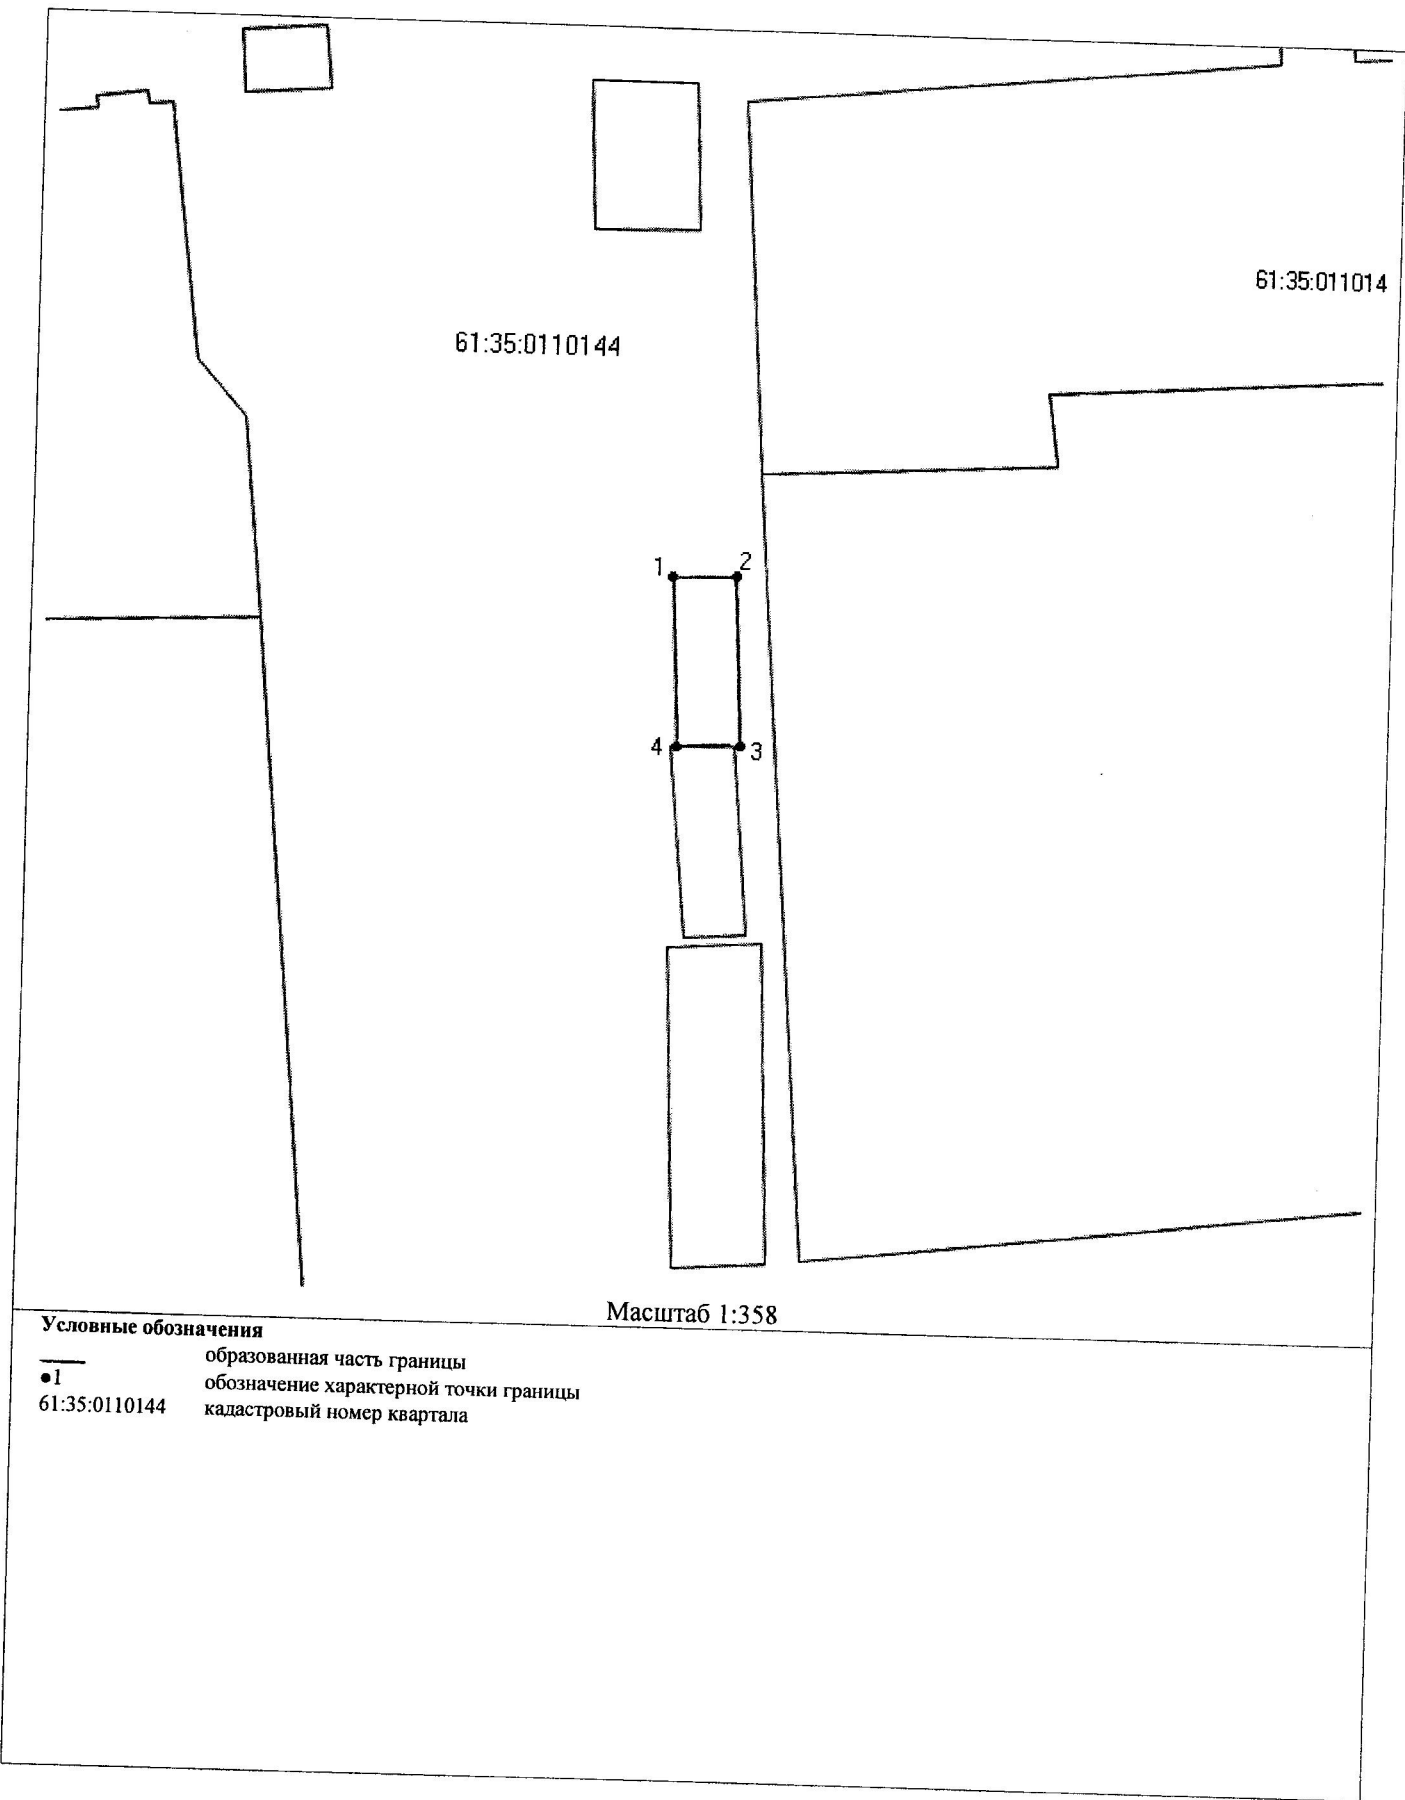 61:35:011014
61:35:0110144
1
2
4
3
Масштаб 1:358
Условные обозначения
образованная часть границы
●1 обозначение характерной точки границы
61:35:0110144 кадастровый номер квартала